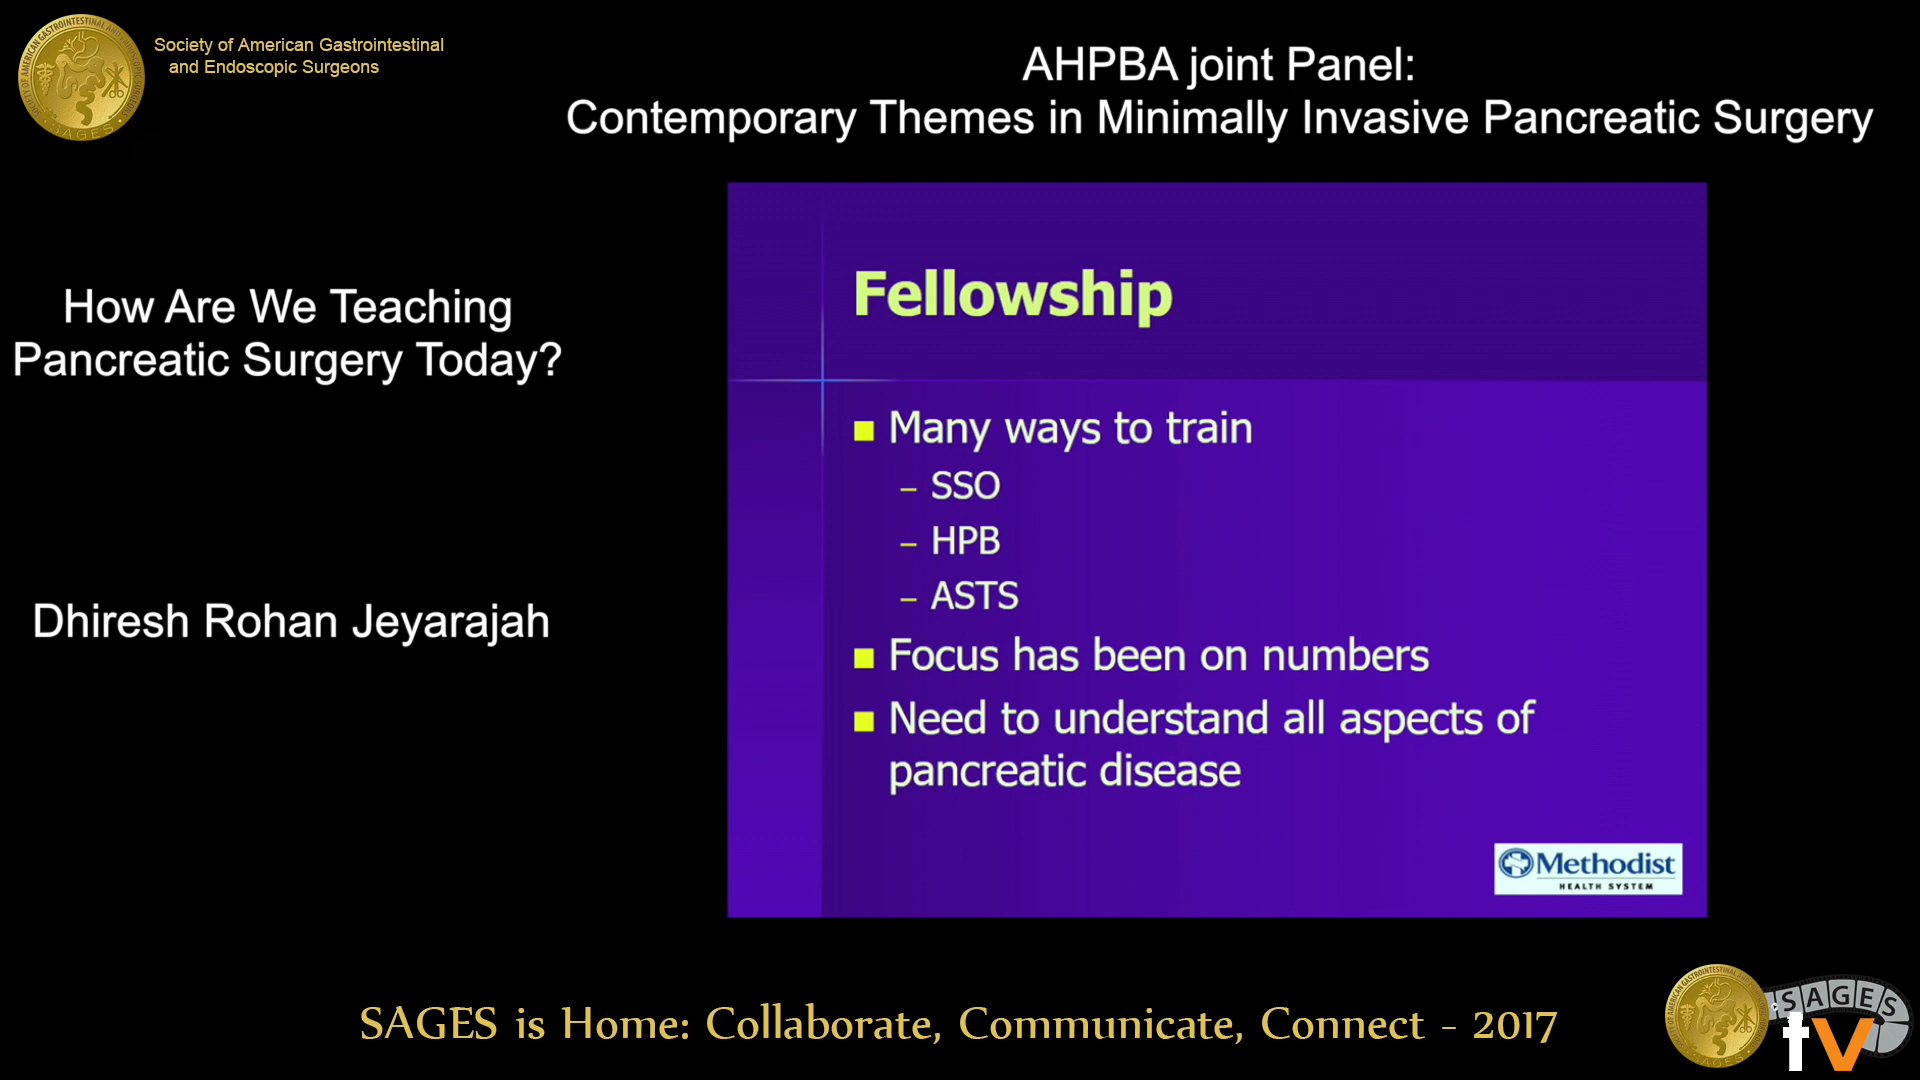 Society of American Gastrointestinal
and Endoscopic Surgeons
SAGES
AHPBA joint Panel:
Contemporary Themes in Minimally Invasive Pancreatic Surgery
How Are We Teaching
Pancreatic Surgery Today?
Dhiresh Rohan Jeyarajah
Fellowship
Many ways to train
– SSO
– HPB
– ASTS
Focus has been on numbers
Need to understand all aspects of
pancreatic disease
Methodist
HEALTH SYSTEM
SAGES is Home: Collaborate, Communicate, Connect - 2017
SAGES
tv